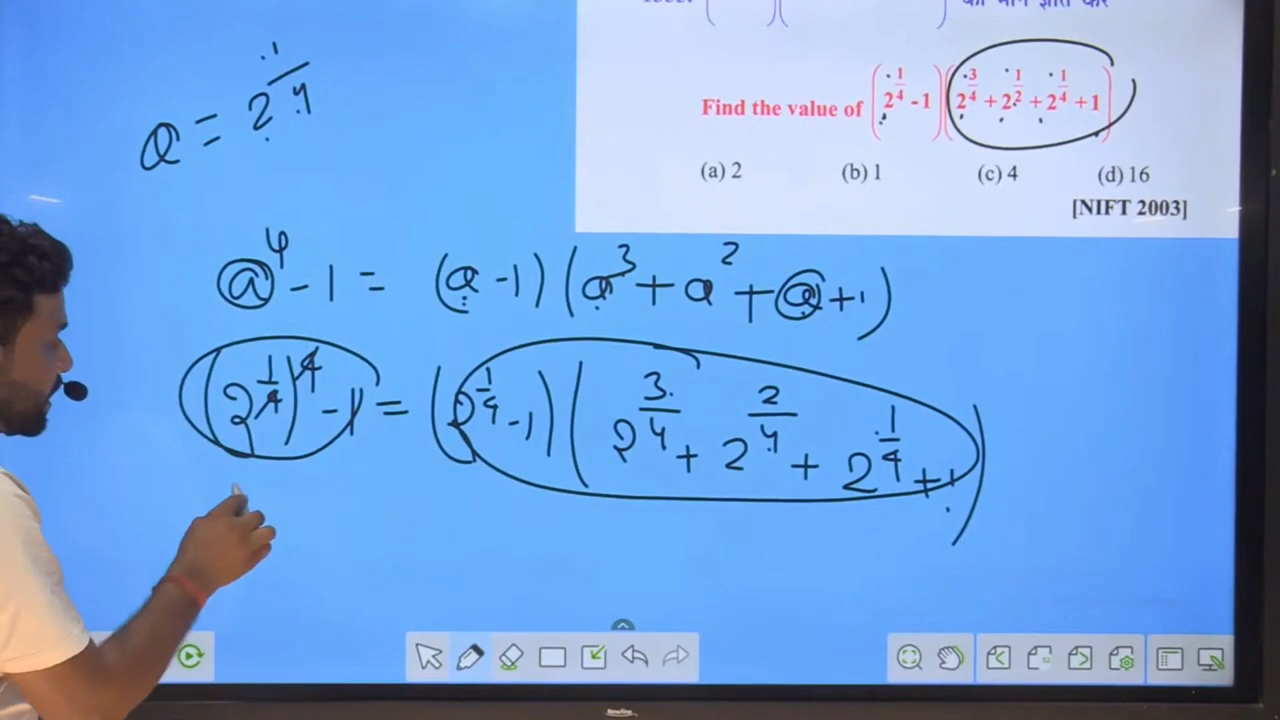 का मान ज्ञात करें
Find the value of (2^{1/4} - 1)(2^{3/4} + 2^{1/2} + 2^{1/4} + 1)
(a) 2 (b) 1 (c) 4 (d) 16
[NIFT 2003]
a = 2^{1/4}
a^4 - 1 = (a - 1)(a^3 + a^2 + a + 1)
(2^{1/4})^4 - 1 = (2^{1/4} - 1)(2^{3/4} + 2^{2/4} + 2^{1/4} + 1)